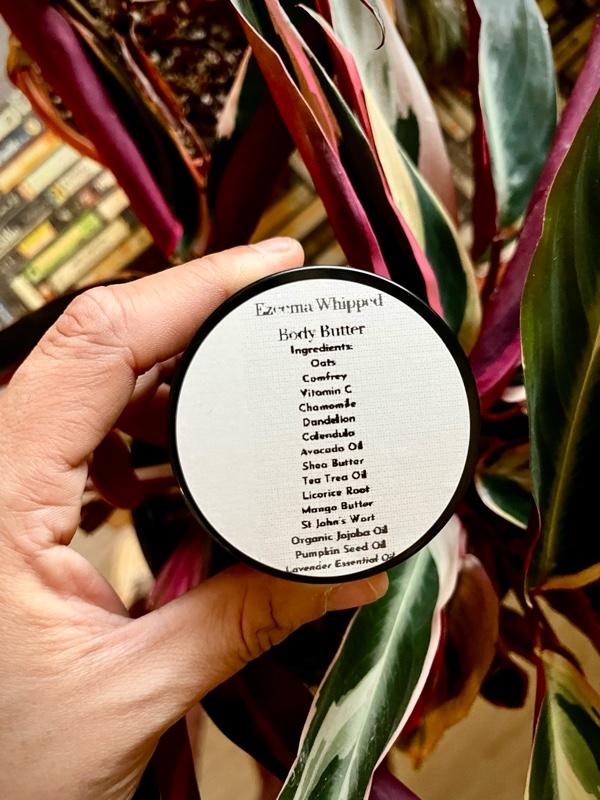 Ezcema Whipped
Body Butter
Ingredients:
Oats
Comfrey
Vitamin C
Chamomile
Dandelion
Calendula
Avocado Oil
Shea Butter
Tea Trea Oil
Licorice Root
Mango Butter
St John's Wort
Organic Jojoba Oil
Pumpkin Seed Oil
Lavender Essential Oil